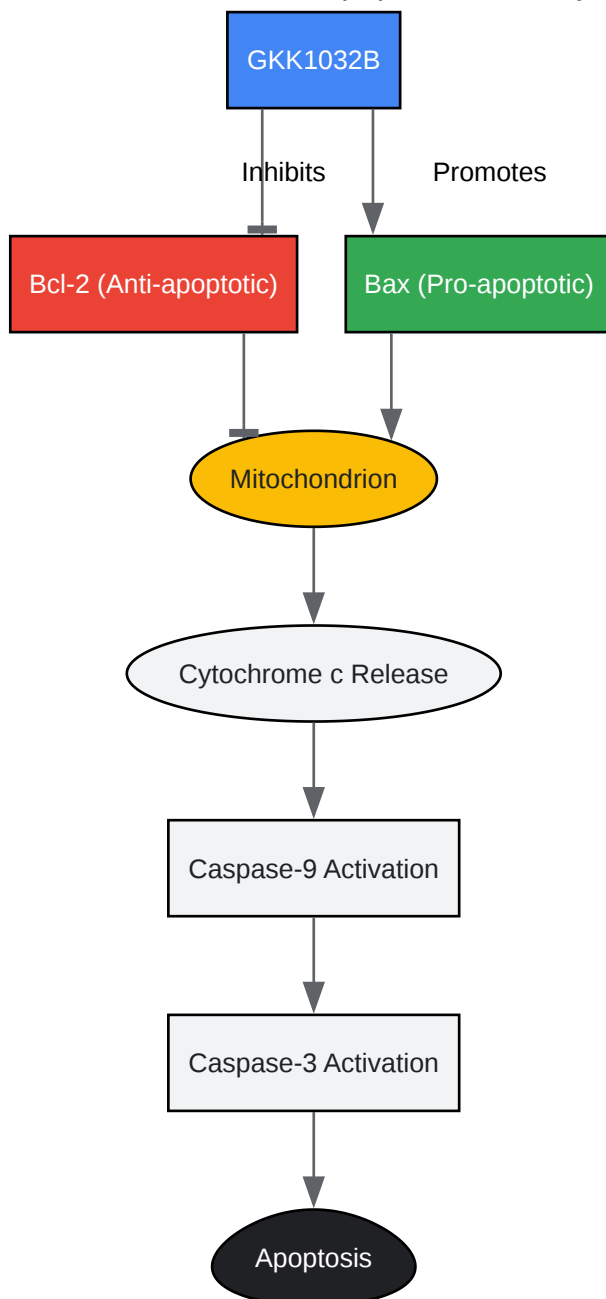 GKK1032B
Inhibits
Promotes
Bcl-2 (Anti-apoptotic)
Bax (Pro-apoptotic)
Mitochondrion
Cytochrome c Release
Caspase-9 Activation
Caspase-3 Activation
Apoptosis